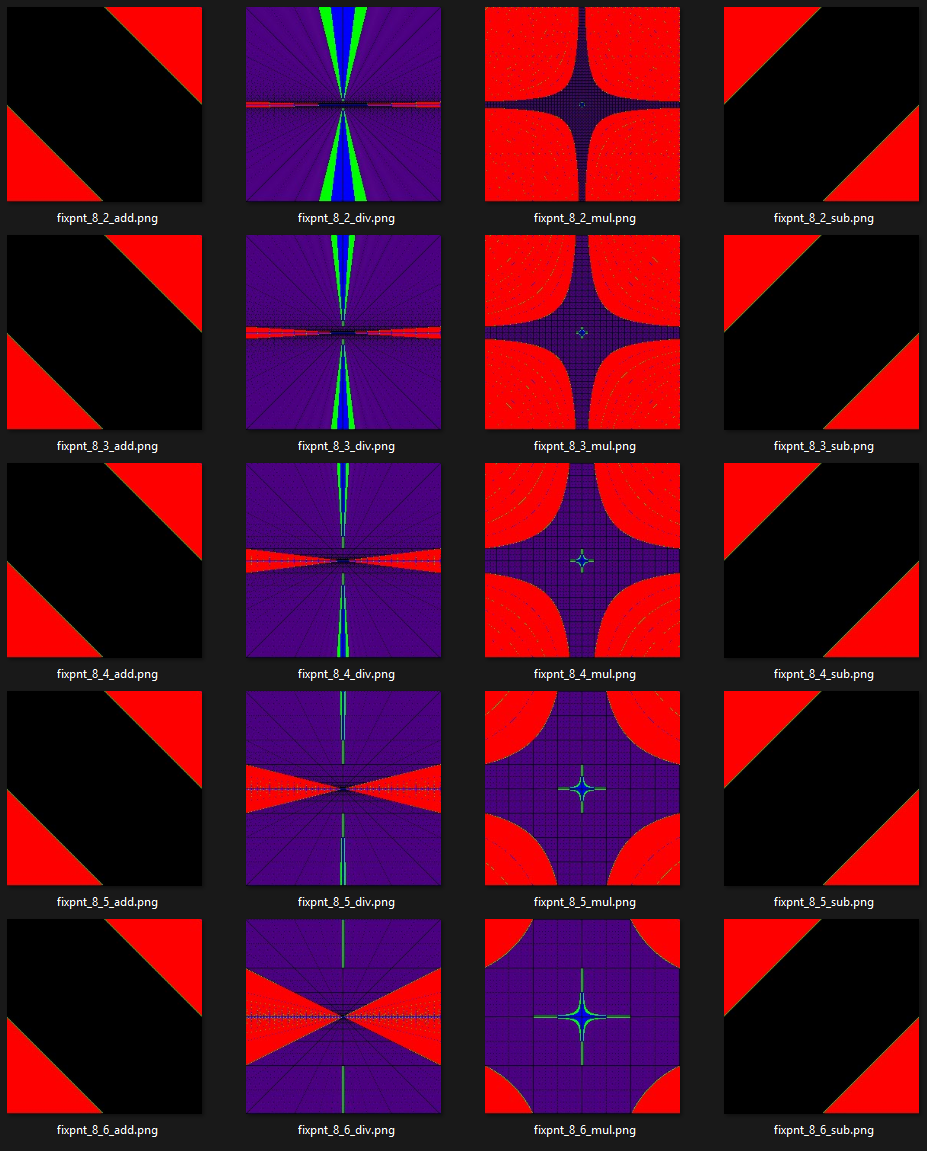 fixpnt_8_2_add.png fixpnt_8_2_div.png fixpnt_8_2_mul.png fixpnt_8_2_sub.png
fixpnt_8_3_add.png fixpnt_8_3_div.png fixpnt_8_3_mul.png fixpnt_8_3_sub.png
fixpnt_8_4_add.png fixpnt_8_4_div.png fixpnt_8_4_mul.png fixpnt_8_4_sub.png
fixpnt_8_5_add.png fixpnt_8_5_div.png fixpnt_8_5_mul.png fixpnt_8_5_sub.png
fixpnt_8_6_add.png fixpnt_8_6_div.png fixpnt_8_6_mul.png fixpnt_8_6_sub.png